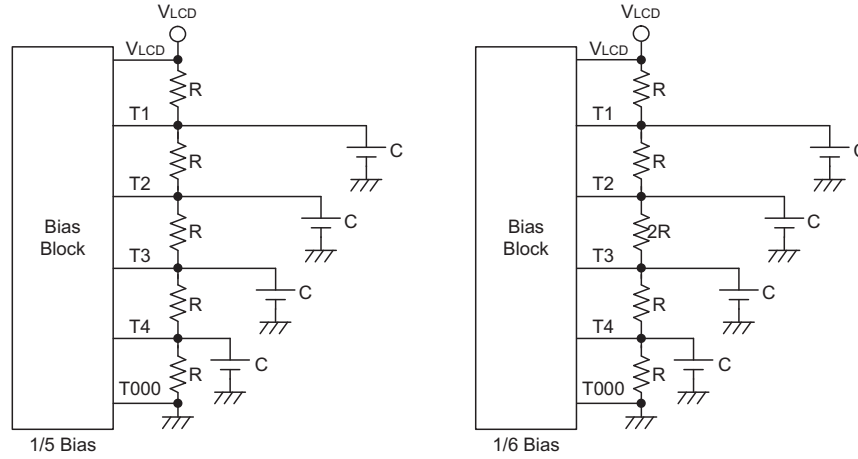 VLCD
VLCD
R
T1
C
R
T2
C
R
Bias
Block
T3
C
R
T4
C
R
T000
1/5 Bias
VLCD
VLCD
R
T1
C
R
T2
C
2R
Bias
Block
T3
C
R
T4
C
R
T000
1/6 Bias